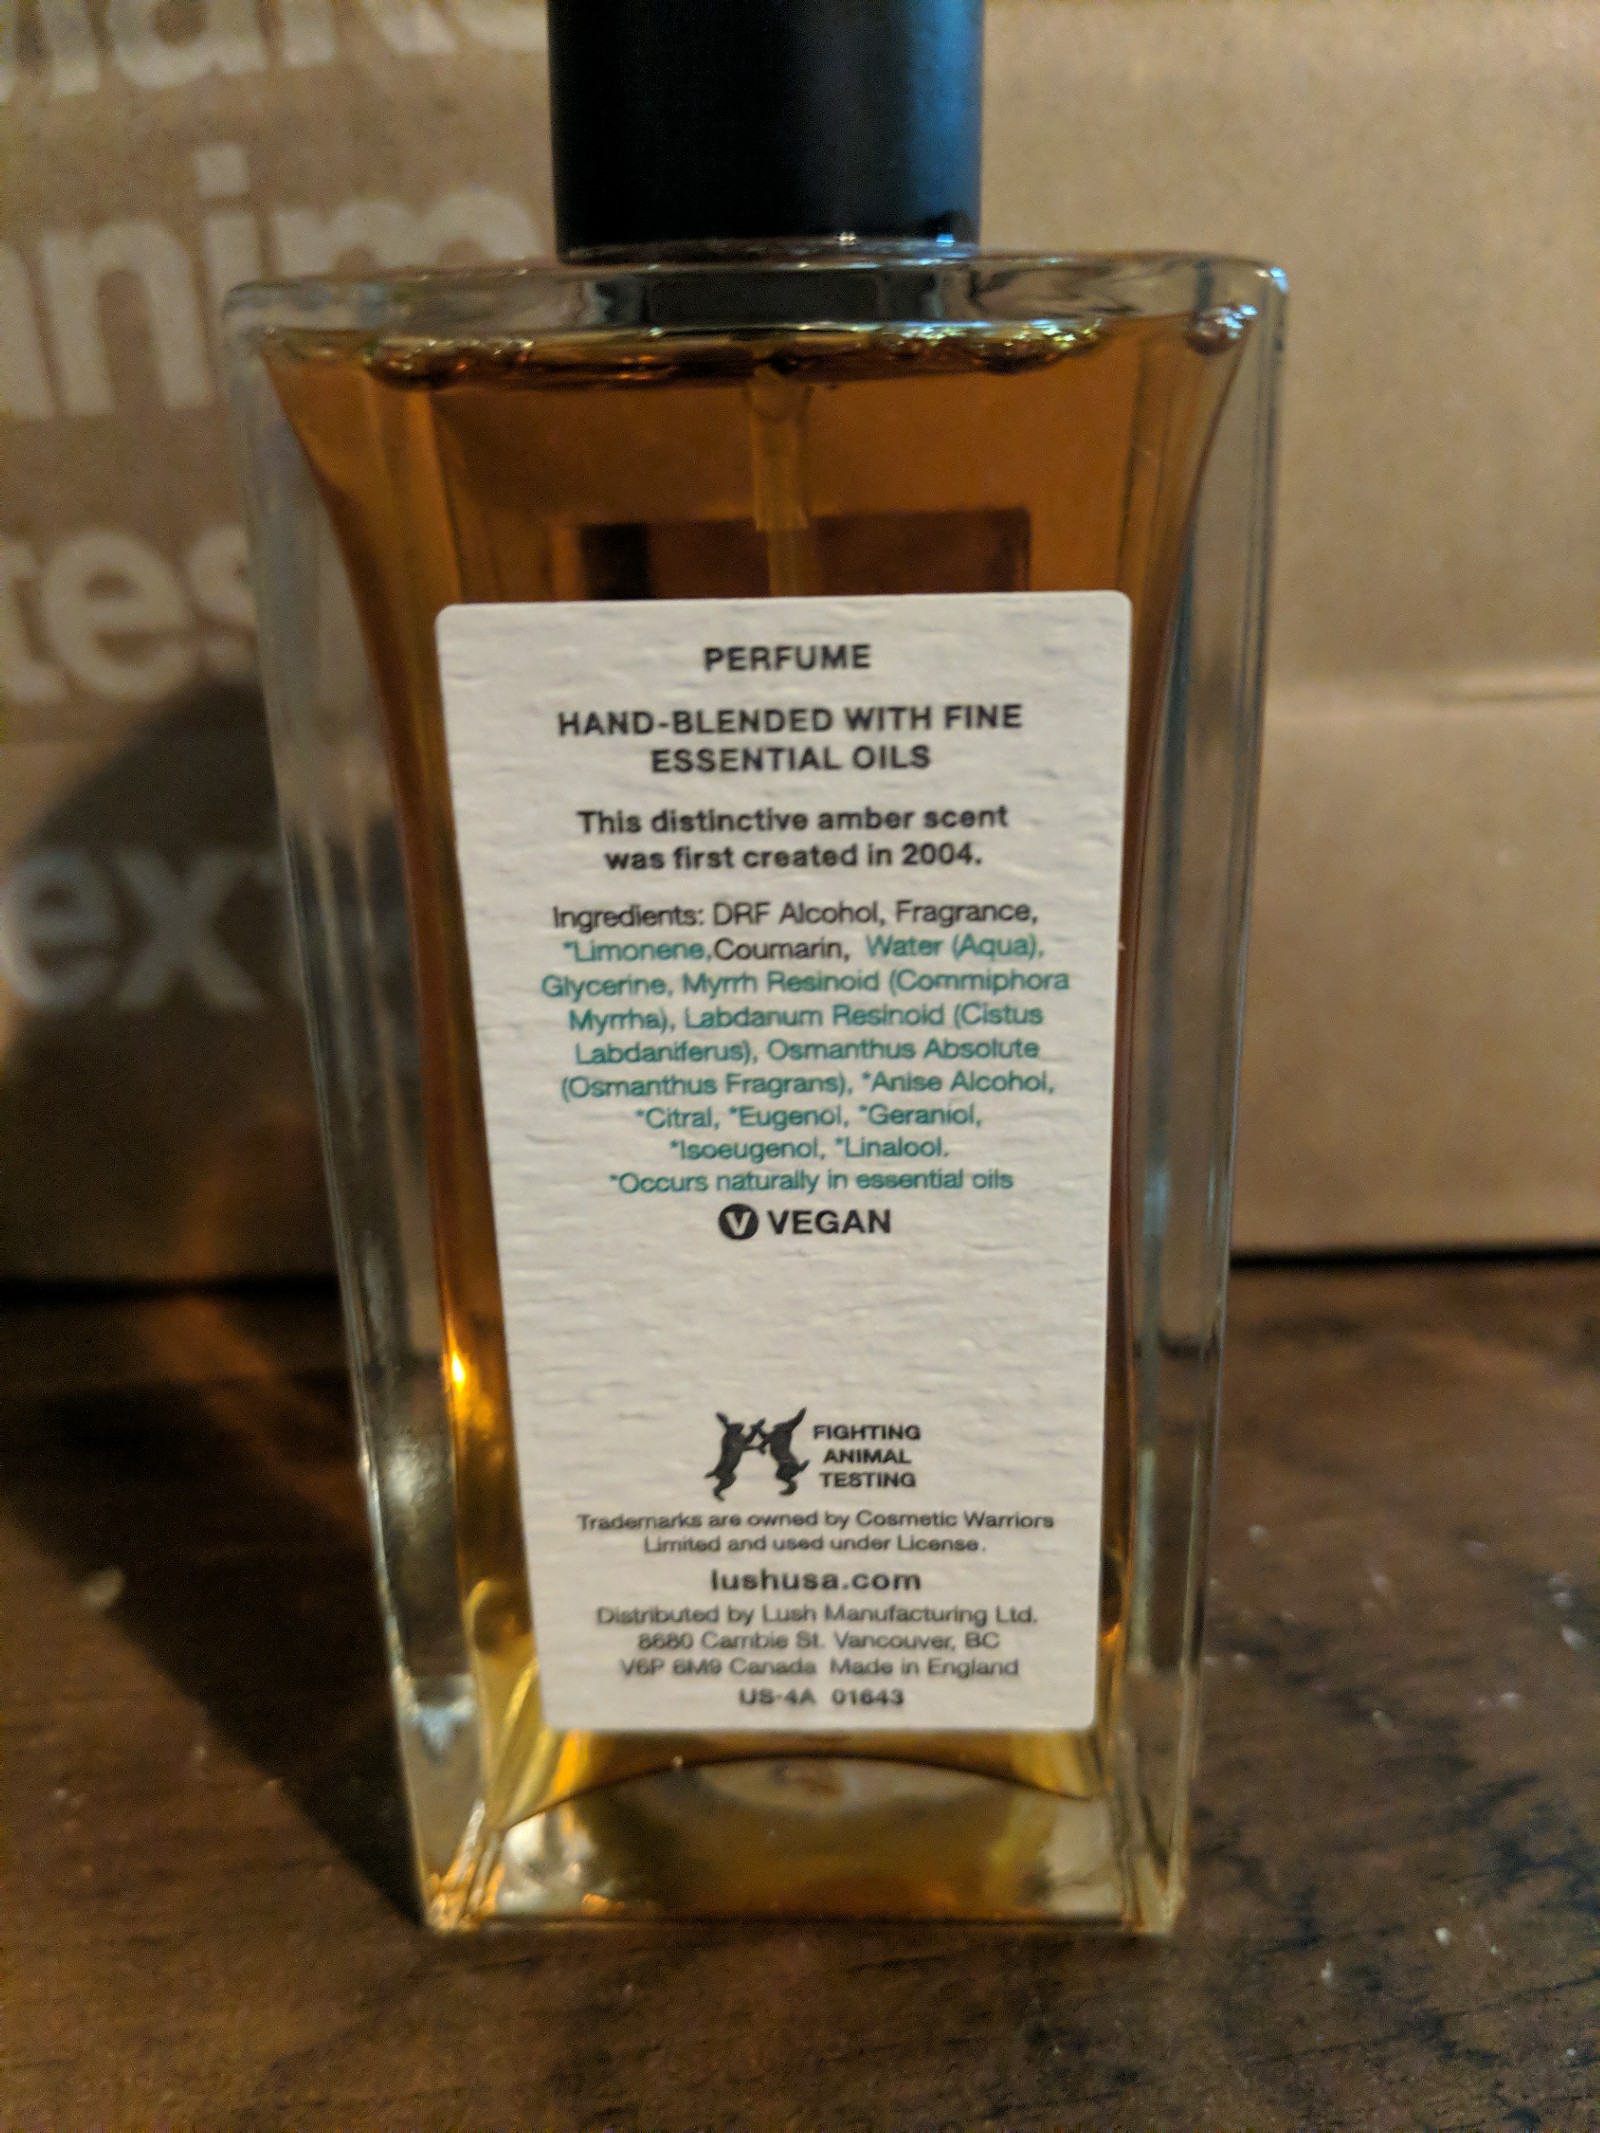 anim
tes
ex
PERFUME
HAND-BLENDED WITH FINE
ESSENTIAL OILS
This distinctive amber scent
was first created in 2004.
Ingredients: DRF Alcohol, Fragrance,
*Limonene,Coumarin, Water (Aqua),
Glycerine, Myrrh Resinoid (Commiphora
Myrrha), Labdanum Resinoid (Cistus
Labdaniferus), Osmanthus Absolute
(Osmanthus Fragrans), *Anise Alcohol,
*Citral, *Eugenol, *Geraniol,
*Isoeugenol, *Linalool.
*Occurs naturally in essential oils
V VEGAN
FIGHTING
ANIMAL
TESTING
Trademarks are owned by Cosmetic Warriors
Limited and used under License.
lushusa.com
Distributed by Lush Manufacturing Ltd.
8680 Cambie St. Vancouver, BC
V6P 6M9 Canada Made in England
US-4A 01643